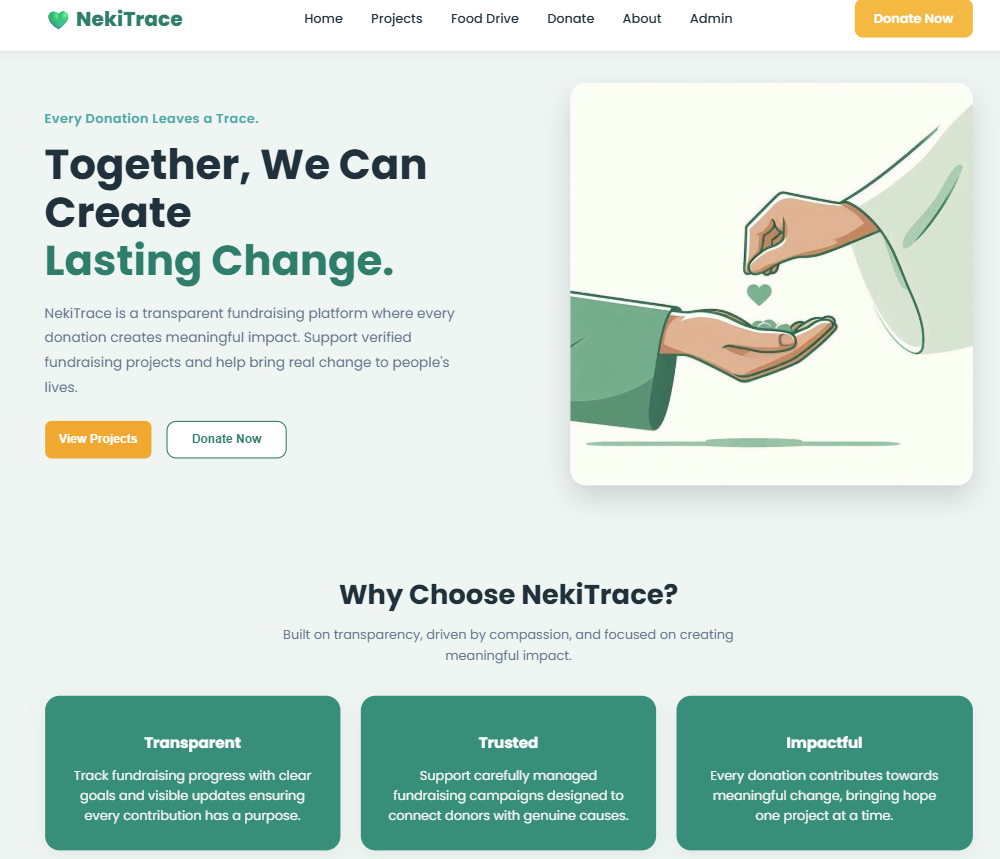 NekiTrace
Home Projects Food Drive Donate About Admin
Donate Now
Every Donation Leaves a Trace.
Together, We Can
Create
Lasting Change.
NekiTrace is a transparent fundraising platform where every
donation creates meaningful impact. Support verified
fundraising projects and help bring real change to people's
lives.
View Projects
Donate Now
Why Choose NekiTrace?
Built on transparency, driven by compassion, and focused on creating
meaningful impact.
Transparent
Track fundraising progress with clear
goals and visible updates ensuring
every contribution has a purpose.
Trusted
Support carefully managed
fundraising campaigns designed to
connect donors with genuine causes.
Impactful
Every donation contributes towards
meaningful change, bringing hope
one project at a time.